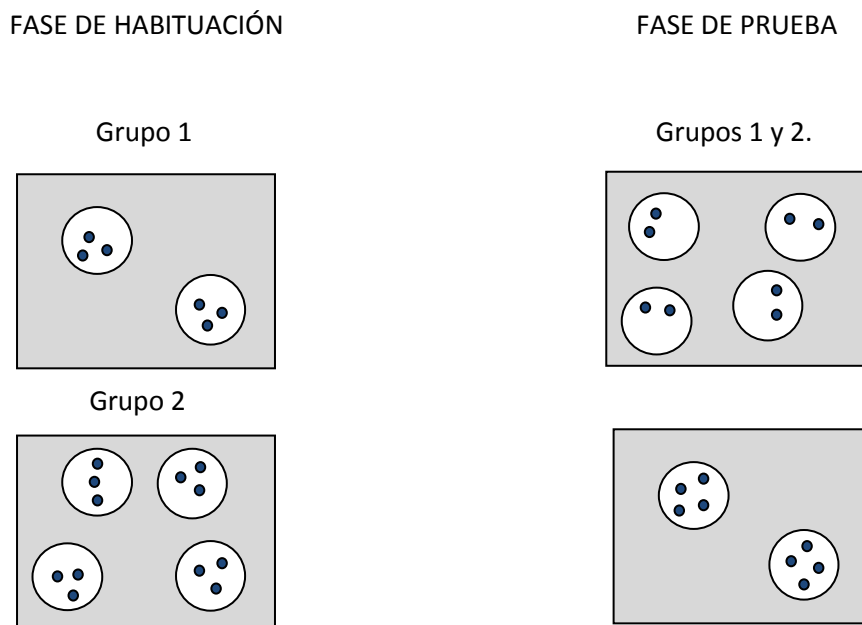 FASE DE HABITUACIÓN
FASE DE PRUEBA
Grupo 1
Grupos 1 y 2.
Grupo 2